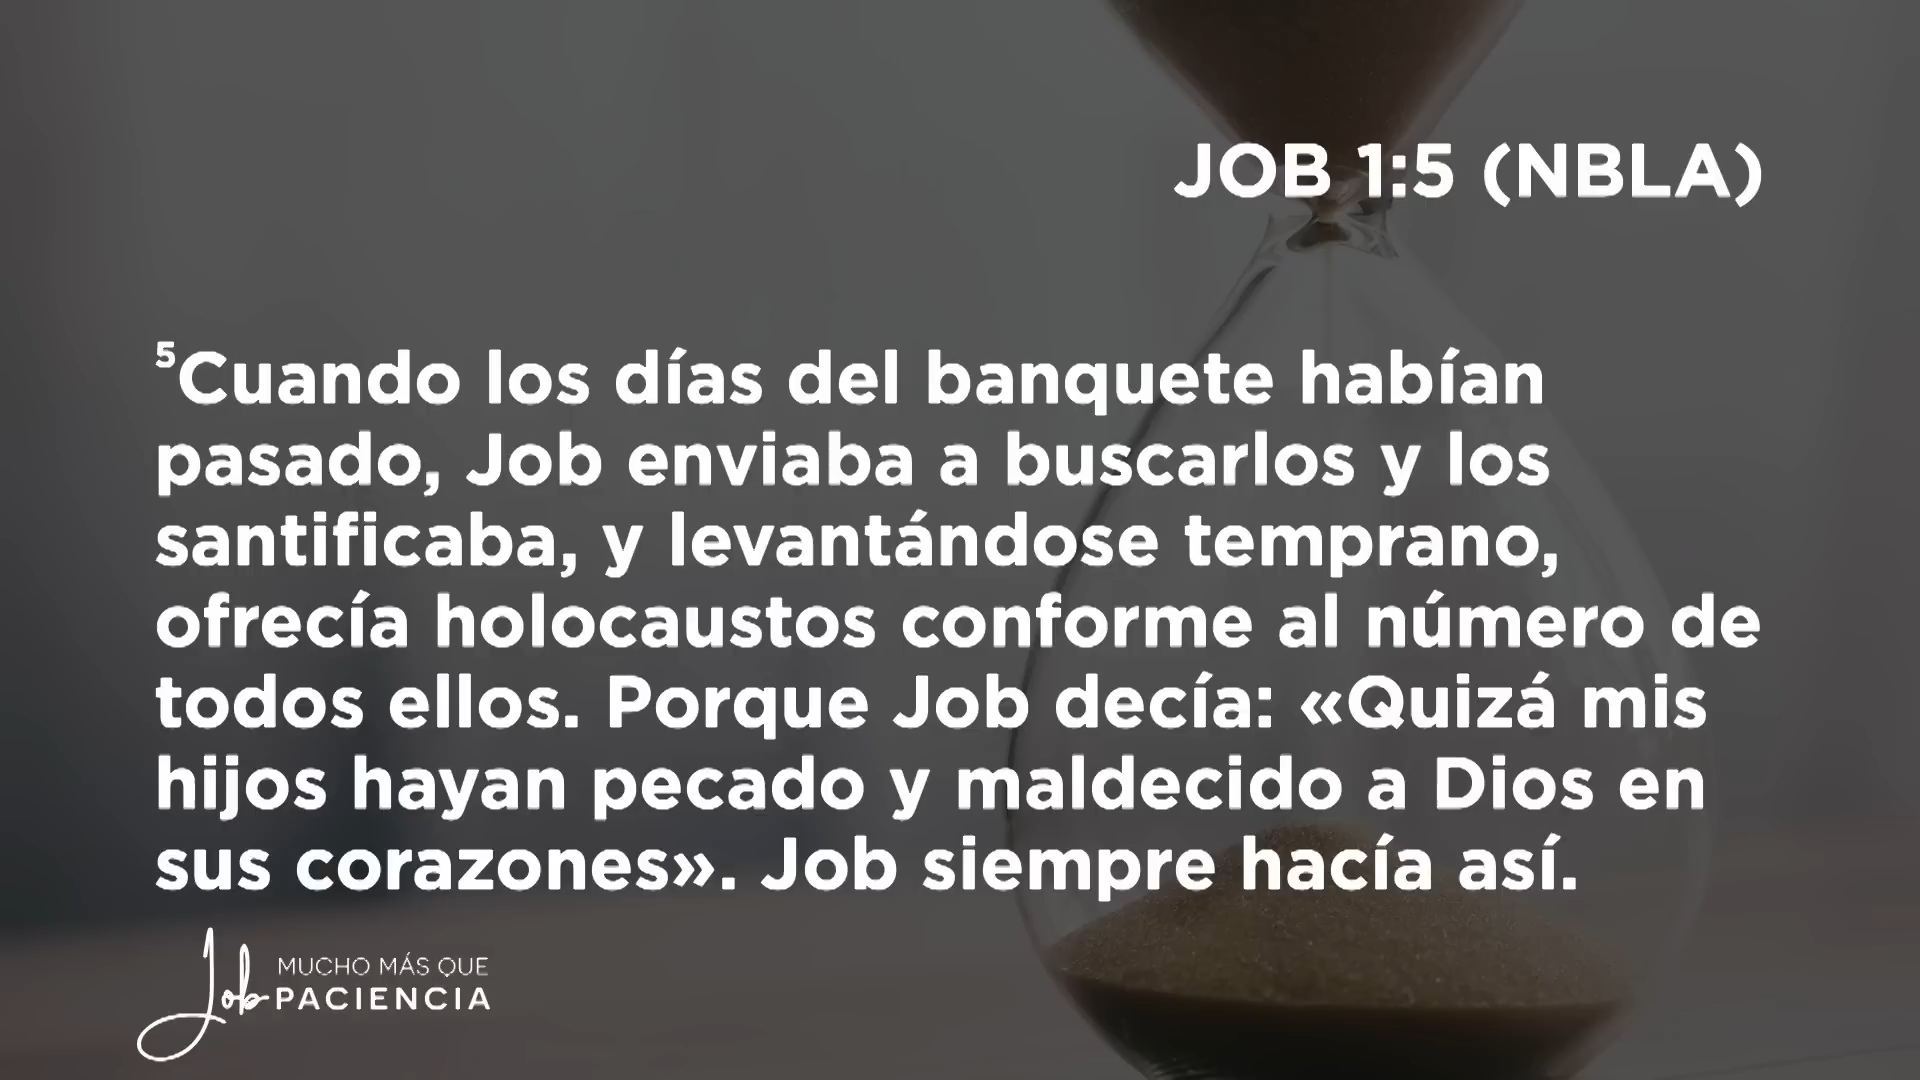 JOB 1:5 (NBLA)
⁵Cuando los días del banquete habían
pasado, Job enviaba a buscarlos y los
santificaba, y levantándose temprano,
ofrecía holocaustos conforme al número de
todos ellos. Porque Job decía: «Quizá mis
hijos hayan pecado y maldecido a Dios en
sus corazones». Job siempre hacía así.
Job MUCHO MÁS QUE
PACIENCIA